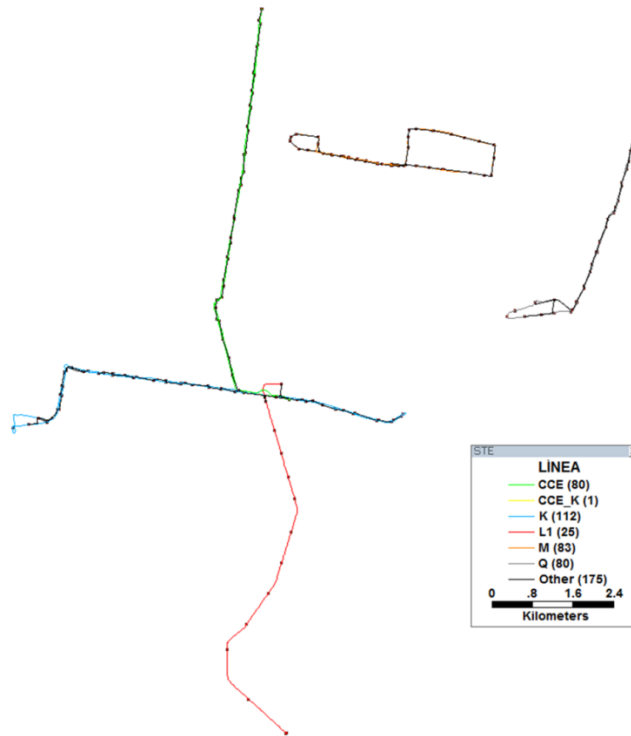 STE
LÌNEA
CCE (80)
CCE_K (1)
K (112)
L1 (25)
M (83)
Q (80)
Other (175)
0 .8 1.6 2.4
Kilometers